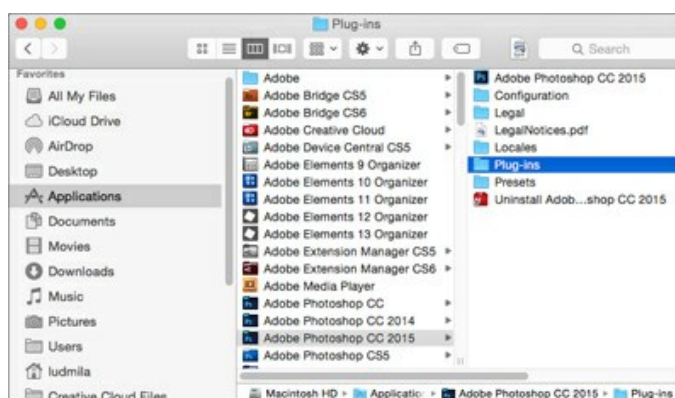 Plug-ins
Search
Favorites
All My Files
iCloud Drive
AirDrop
Desktop
Applications
Documents
Movies
Downloads
Music
Pictures
Users
ludmila
Creative Cloud Files
Adobe
Adobe Bridge CS5
Adobe Bridge CS6
Adobe Creative Cloud
Adobe Device Central CS5
Adobe Elements 9 Organizer
Adobe Elements 10 Organizer
Adobe Elements 11 Organizer
Adobe Elements 12 Organizer
Adobe Elements 13 Organizer
Adobe Extension Manager CS5
Adobe Extension Manager CS6
Adobe Media Player
Adobe Photoshop CC
Adobe Photoshop CC 2014
Adobe Photoshop CC 2015
Adobe Photoshop CS5
Adobe Photoshop CC 2015
Configuration
Legal
LegalNotices.pdf
Locales
Plug-ins
Presets
Uninstall Adob...shop CC 2015
Macintosh HD Applicatio Adobe Photoshop CC 2015 Plug-ins